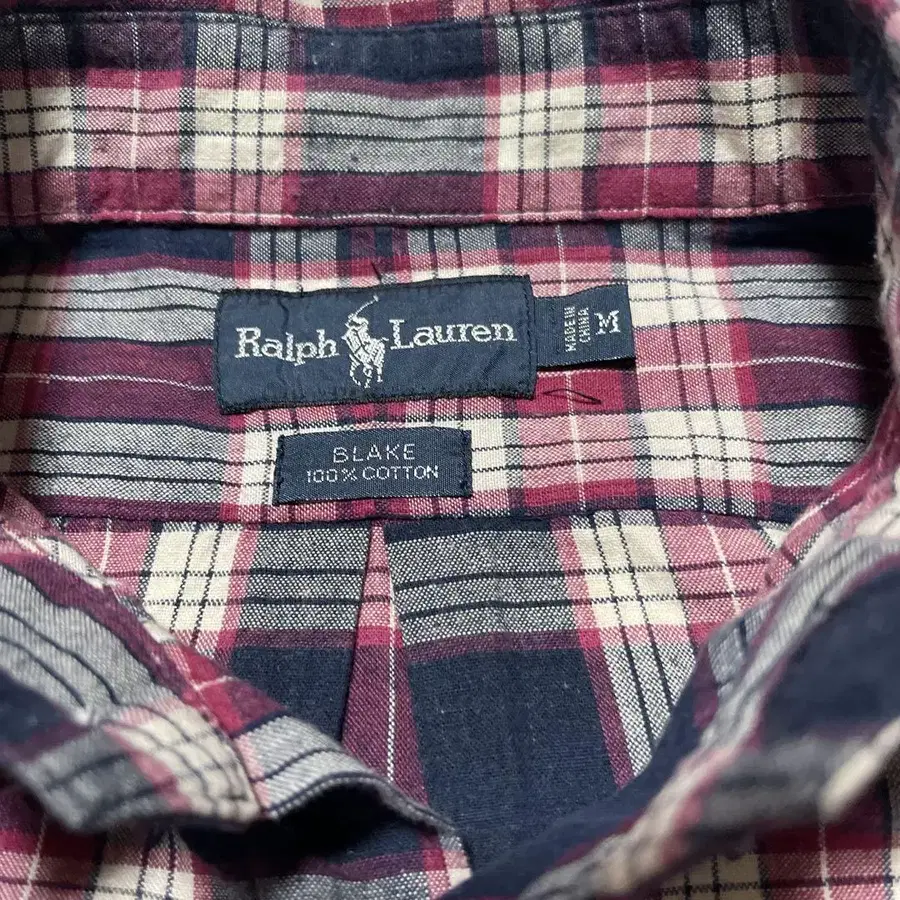 Ralph Lauren
MADE IN
CHINA
M
BLAKE
100% COTTON